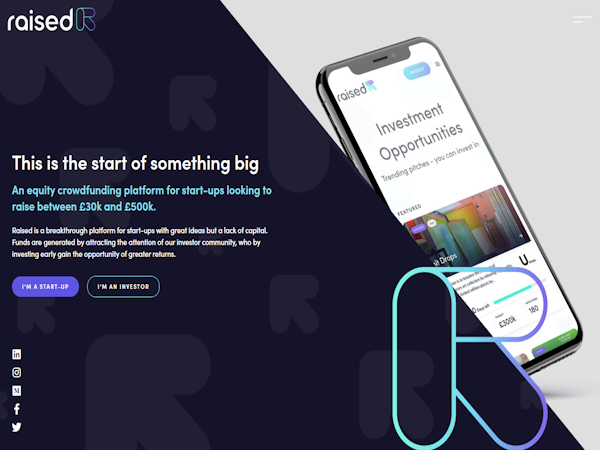 raised
This is the start of something big
An equity crowdfunding platform for start-ups looking to
raise between £30k and £500k.
Raised is a breakthrough platform for start-ups with great ideas but a lack of capital.
Funds are generated by attracting the attention of our investor community, who by
investing early gain the opportunity of greater returns.
I'M A START-UP
I'M AN INVESTOR
raised
Investment
Opportunities
Trending pitches - you can invest in
FEATURED
Drops
Days left
£300k
180